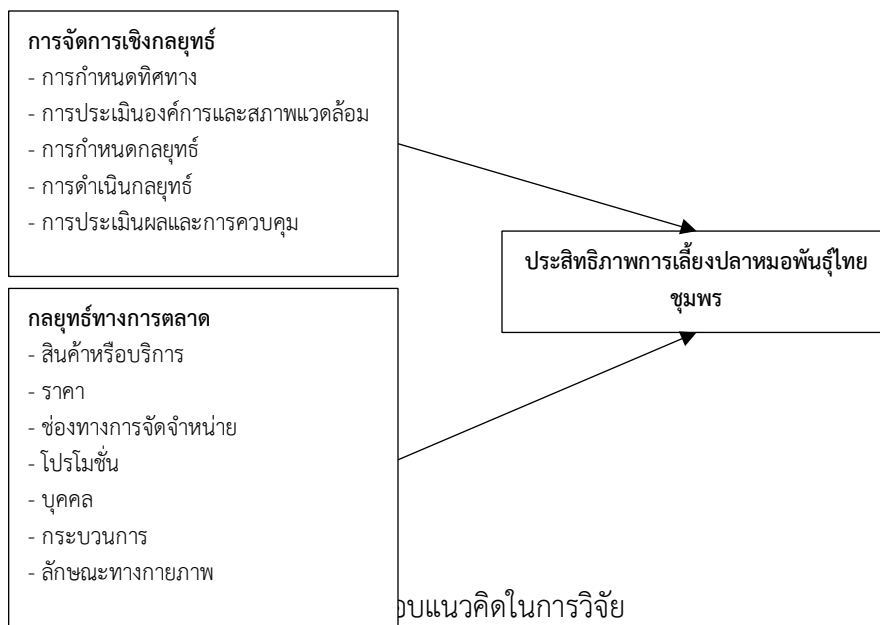 การจัดการเชิงกลยุทธ์
- การกำหนดทิศทาง
- การประเมินองค์การและสภาพแวดล้อม
- การกำหนดกลยุทธ์
- การดำเนินกลยุทธ์
- การประเมินผลและการควบคุม
ประสิทธิภาพการเลี้ยงปลาหมอพันธุ์ไทย
ชุมพร
กลยุทธ์ทางการตลาด
- สินค้าหรือบริการ
- ราคา
- ช่องทางการจัดจำหน่าย
- โปรโมชั่น
- บุคคล
- กระบวนการ
- ลักษณะทางกายภาพ
อบแนวคิดในการวิจัย